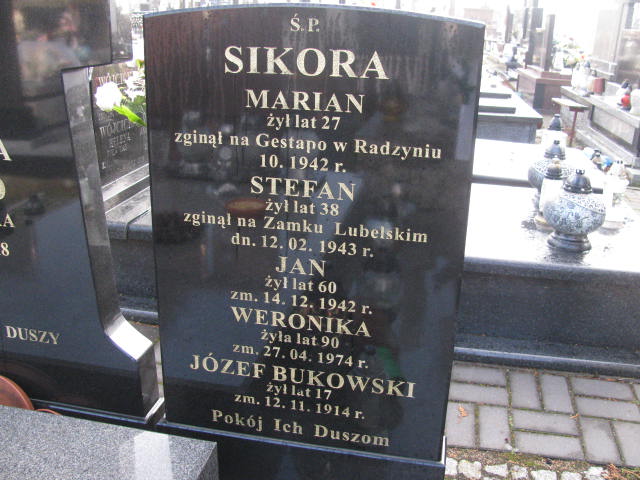 Ś.P.
SIKORA
MARIAN
żył lat 27
zginął na Gestapo w Radzyniu
10. 1942 r.
STEFAN
żył lat 38
zginął na Zamku Lubelskim
dn. 12.02. 1943 r.
JAN
żył lat 60
zm. 14. 12. 1942 r.
WERONIKA
żyła lat 90
zm. 27. 04. 1974 r.
JÓZEF BUKOWSKI
żył lat 17
zm. 12. 11. 1914 r.
Pokój Ich Duszom
DUSZY